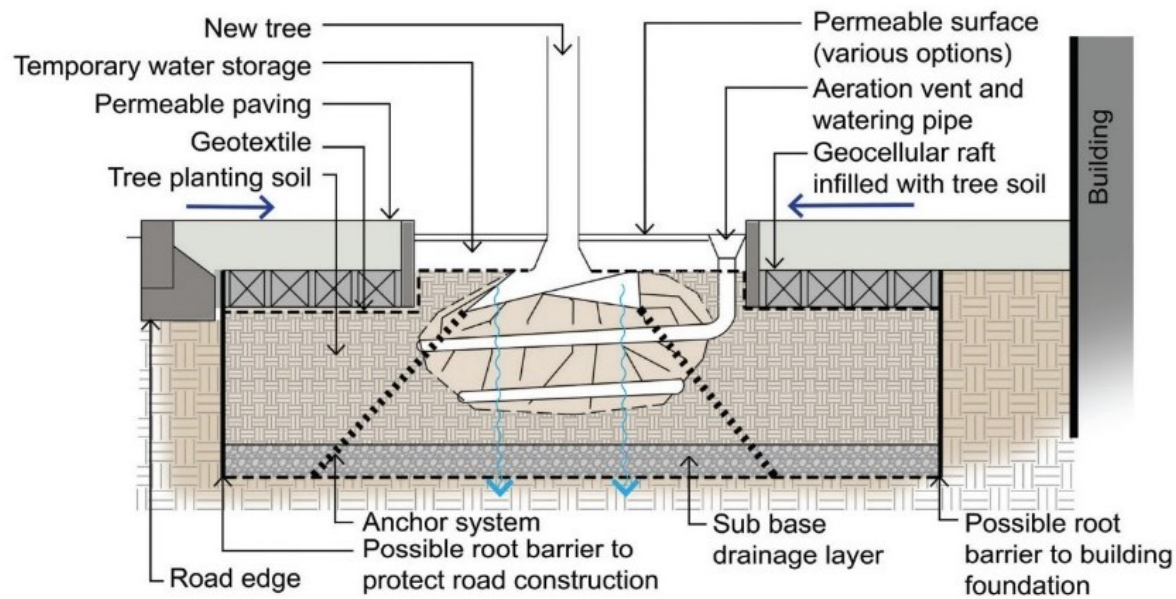 New tree
Temporary water storage
Permeable paving
Geotextile
Tree planting soil
Permeable surface
(various options)
Aeration vent and
watering pipe
Geocellular raft
infilled with tree soil
Building
Anchor system
Possible root barrier to
protect road construction
Road edge
Sub base
drainage layer
Possible root
barrier to building
foundation